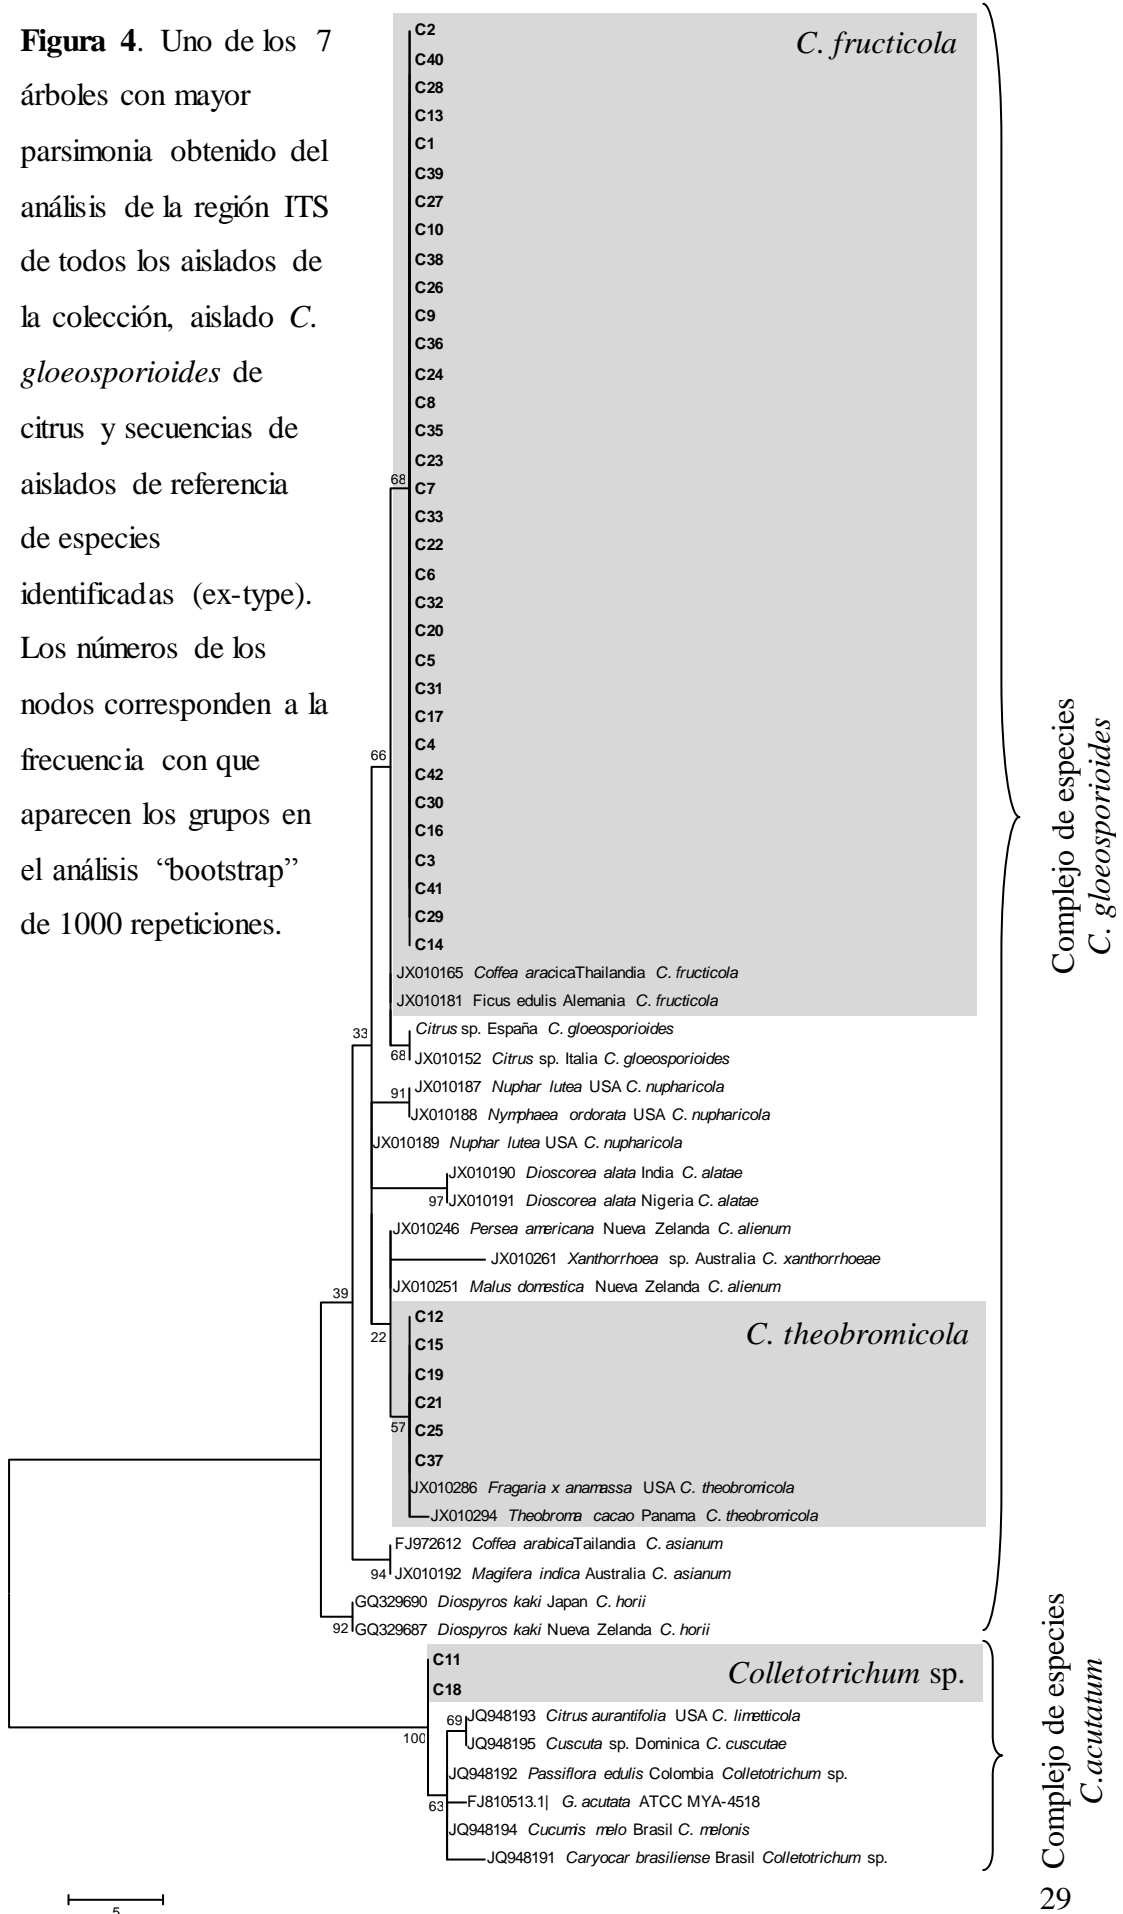 Figura 4. Uno de los 7
árboles con mayor
parsimonia obtenido del
análisis de la región ITS
de todos los aislados de
la colección, aislado C.
gloeosporioides de
citrus y secuencias de
aislados de referencia
de especies
identificadas (ex-type).
Los números de los
nodos corresponden a la
frecuencia con que
aparecen los grupos en
el análisis “bootstrap”
de 1000 repeticiones.
C. fructicola
C2
C40
C28
C13
C1
C39
C27
C10
C38
C26
C9
C36
C24
C8
C35
C23
68
C7
C33
C22
C6
C32
C20
C5
C31
C17
C4
66
C42
C30
C16
C3
C41
C29
C14
JX010165 Coffea aracicaThailandia C. fructicola
JX010181 Ficus edulis Alemania C. fructicola
Citrus sp. España C. gloeosporioides
33
68
JX010152 Citrus sp. Italia C. gloeosporioides
JX010187 Nuphar lutea USA C. nupharicola
91
JX010188 Nymphaea ordorata USA C. nupharicola
JX010189 Nuphar lutea USA C. nupharicola
JX010190 Dioscorea alata India C. alatae
97
JX010191 Dioscorea alata Nigeria C. alatae
JX010246 Persea americana Nueva Zelanda C. alienum
JX010261 Xanthorrhoea sp. Australia C. xanthorrhoeae
JX010251 Malus domestica Nueva Zelanda C. alienum
39
C. theobromicola
C12
22
C15
C19
C21
57
C25
C37
JX010286 Fragaria x anamassa USA C. theobromicola
JX010294 Theobroma cacao Panama C. theobromicola
FJ972612 Coffea arabicaTailandia C. asianum
94
JX010192 Magifera indica Australia C. asianum
GQ329690 Diospyros kaki Japan C. horii
92
GQ329687 Diospyros kaki Nueva Zelanda C. horii
Complejo de especies
C. gloeosporioides
Colletotrichum sp.
C11
C18
69
JQ948193 Citrus aurantifolia USA C. limetticola
100
JQ948195 Cuscuta sp. Dominica C. cuscutae
JQ948192 Passiflora edulis Colombia Colletotrichum sp.
63
FJ810513.1| G. acutata ATCC MYA-4518
JQ948194 Cucumis melo Brasil C. melonis
JQ948191 Caryocar brasiliense Brasil Colletotrichum sp.
Complejo de especies
C.acutatum
5
29